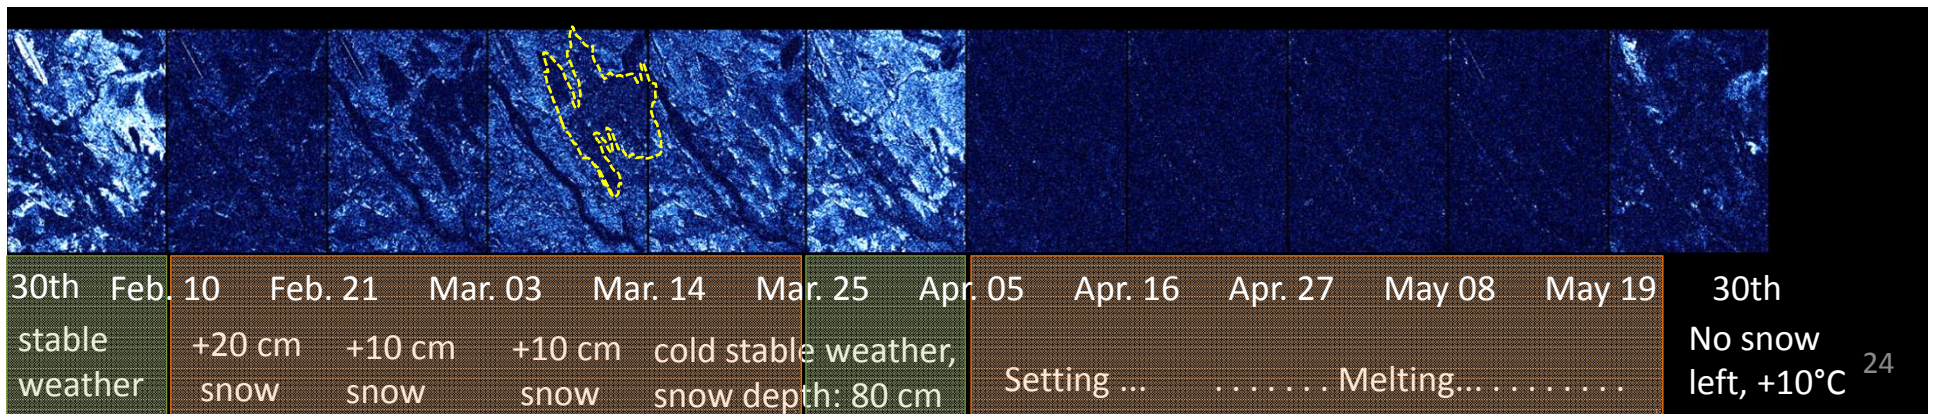 30th Feb. 10 Feb. 21 Mar. 03 Mar. 14 Mar. 25 Apr. 05 Apr. 16 Apr. 27 May 08 May 19 30th
stable
weather
+20 cm
snow
+10 cm
snow
+10 cm
snow
cold stable weather,
snow depth: 80 cm
Setting ... . . . . . . . Melting... . . . . . . . .
No snow
left, +10°C
24